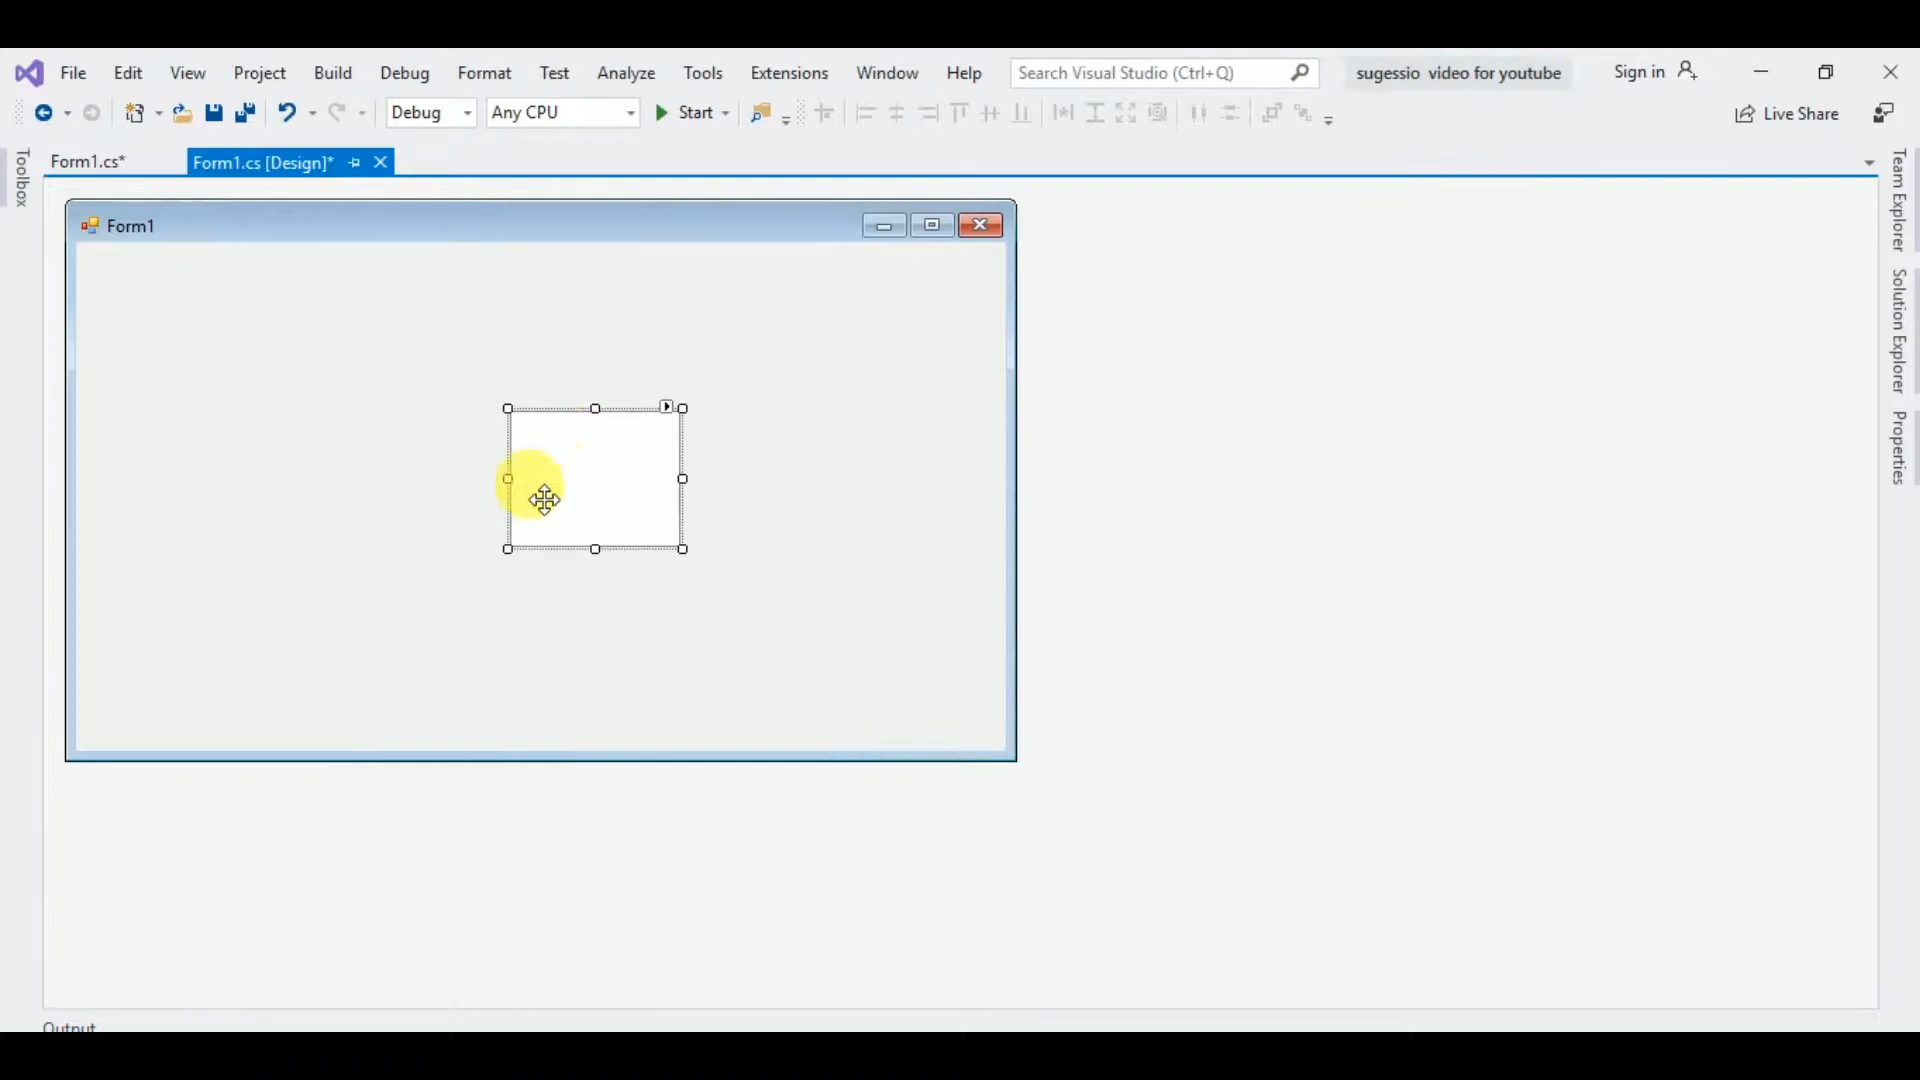 File Edit View Project Build Debug Format Test Analyze Tools Extensions Window Help Search Visual Studio (Ctrl+Q) sugessio video for youtube Sign in
Debug Any CPU Start Live Share
Toolbox
Form1.cs* Form1.cs [Design]*
Form1
Team Explorer
Solution Explorer
Properties
Output